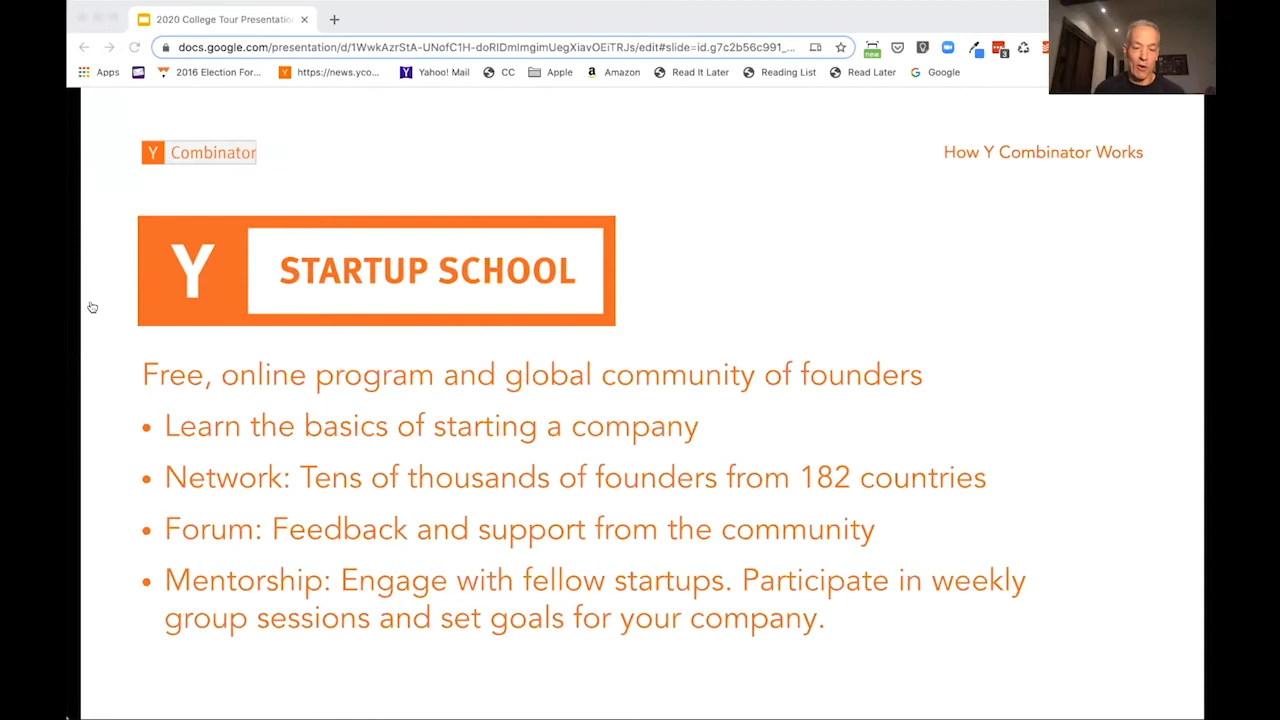 2020 College Tour Presentatio
docs.google.com/presentation/d/1WwkAzrStA-UNofC1H-doRIDmlmgimUegXiavOEiTRJs/edit#slide=id.g7c2b56c991_...
new
3
Apps
2016 Election For...
https://news.yco...
Yahoo! Mail
CC
Apple
Amazon
Read It Later
Reading List
Read Later
Google
Y Combinator
How Y Combinator Works
Y STARTUP SCHOOL
Free, online program and global community of founders
• Learn the basics of starting a company
• Network: Tens of thousands of founders from 182 countries
• Forum: Feedback and support from the community
• Mentorship: Engage with fellow startups. Participate in weekly
group sessions and set goals for your company.